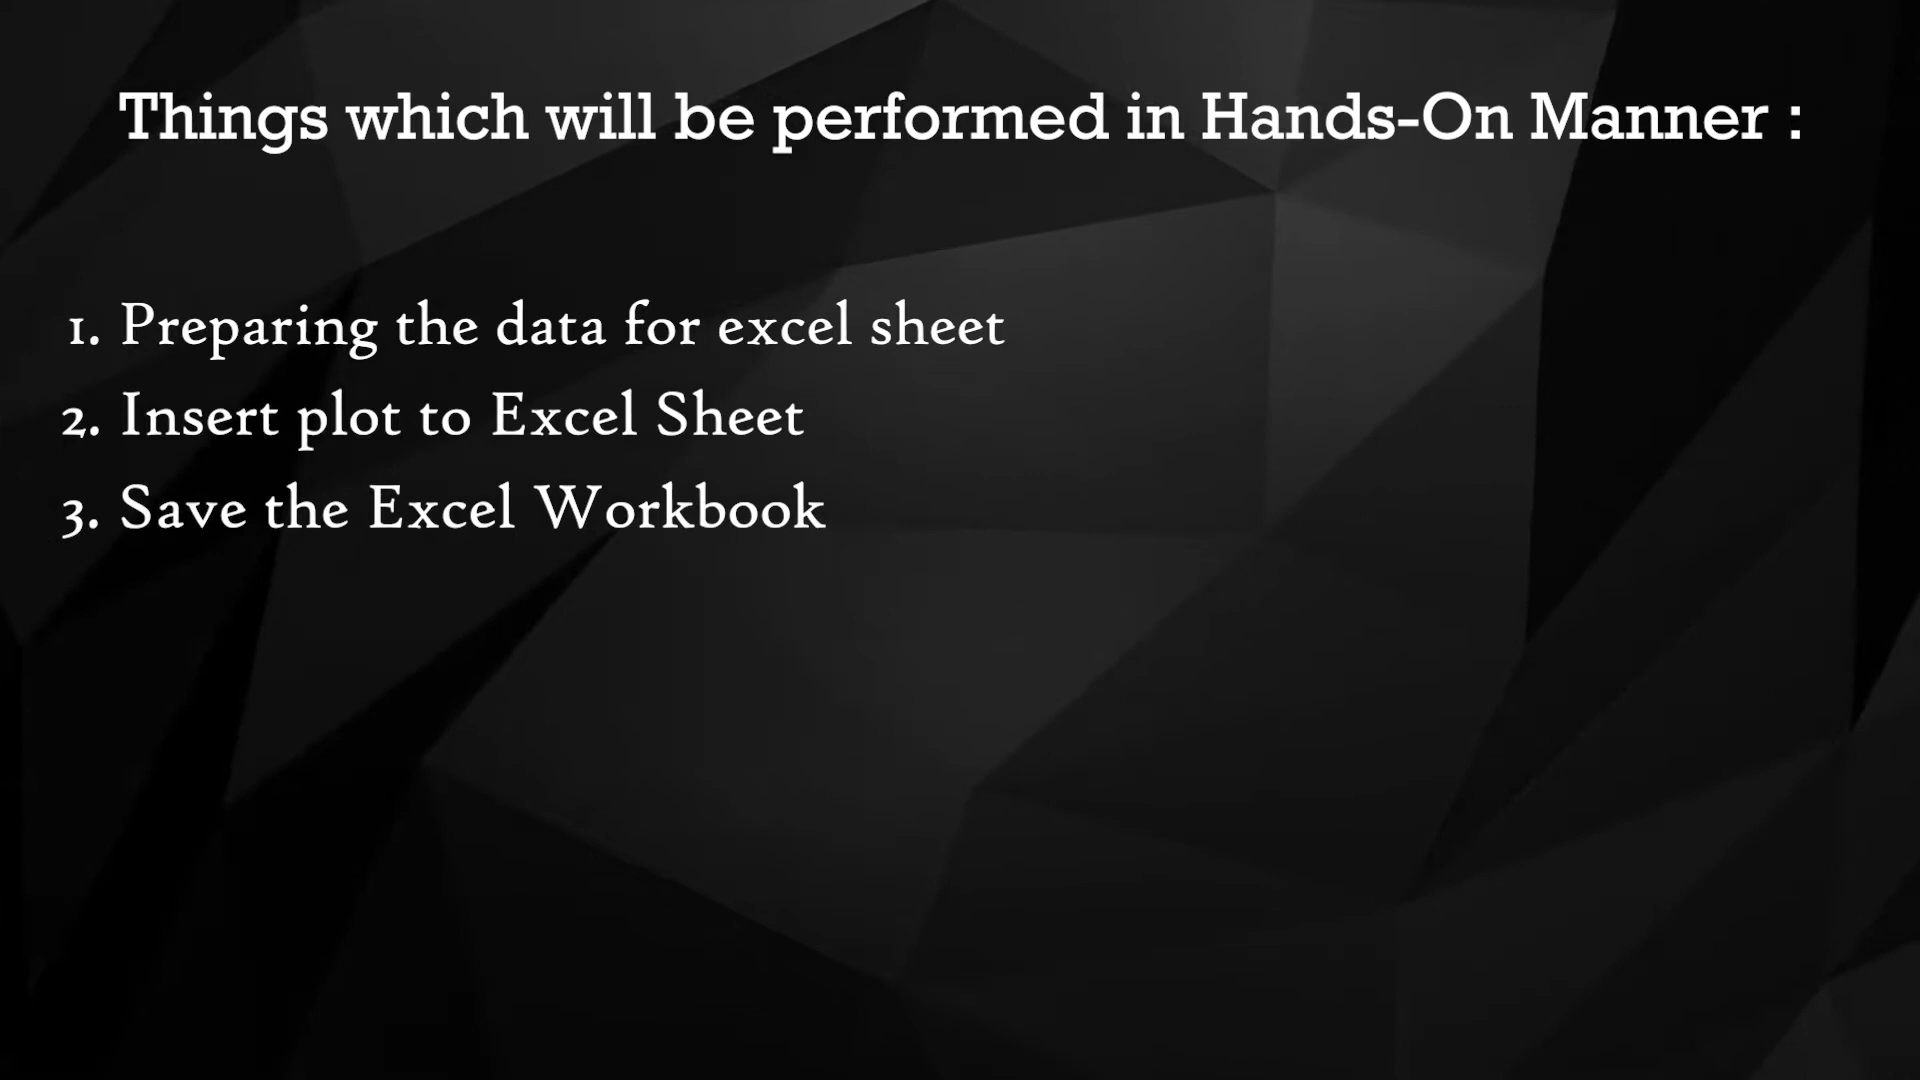 Things which will be performed in Hands-On Manner :
1. Preparing the data for excel sheet
2. Insert plot to Excel Sheet
3. Save the Excel Workbook